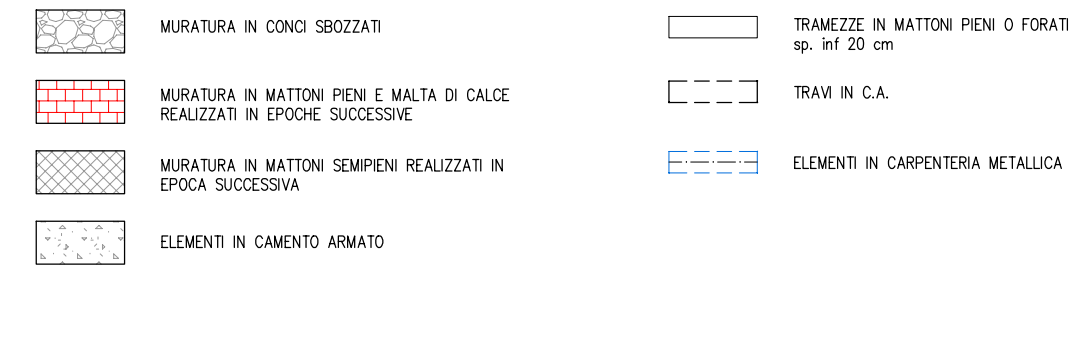 MURATURA IN CONCI SBOZZATI
MURATURA IN MATTONI PIENI E MALTA DI CALCE
REALIZZATI IN EPOCHE SUCCESSIVE
MURATURA IN MATTONI SEMIPIENI REALIZZATI IN
EPOCA SUCCESSIVA
ELEMENTI IN CAMENTO ARMATO
TRAMEZZE IN MATTONI PIENI O FORATI
sp. inf 20 cm
TRAVI IN C.A.
ELEMENTI IN CARPENTERIA METALLICA